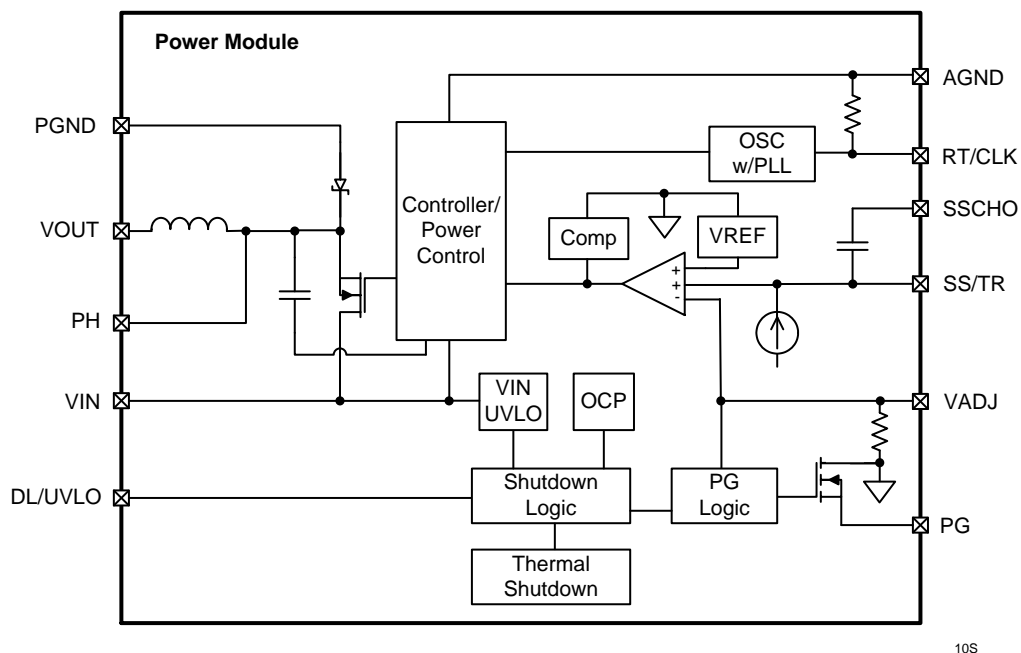 Power Module
PGND
VOUT
PH
VIN
DL/UVLO
Controller/
Power
Control
OSC
w/PLL
Comp
VREF
+
+
-
VIN
UVLO
OCP
Shutdown
Logic
PG
Logic
Thermal
Shutdown
AGND
RT/CLK
SSCHO
SS/TR
VADJ
PG
10S